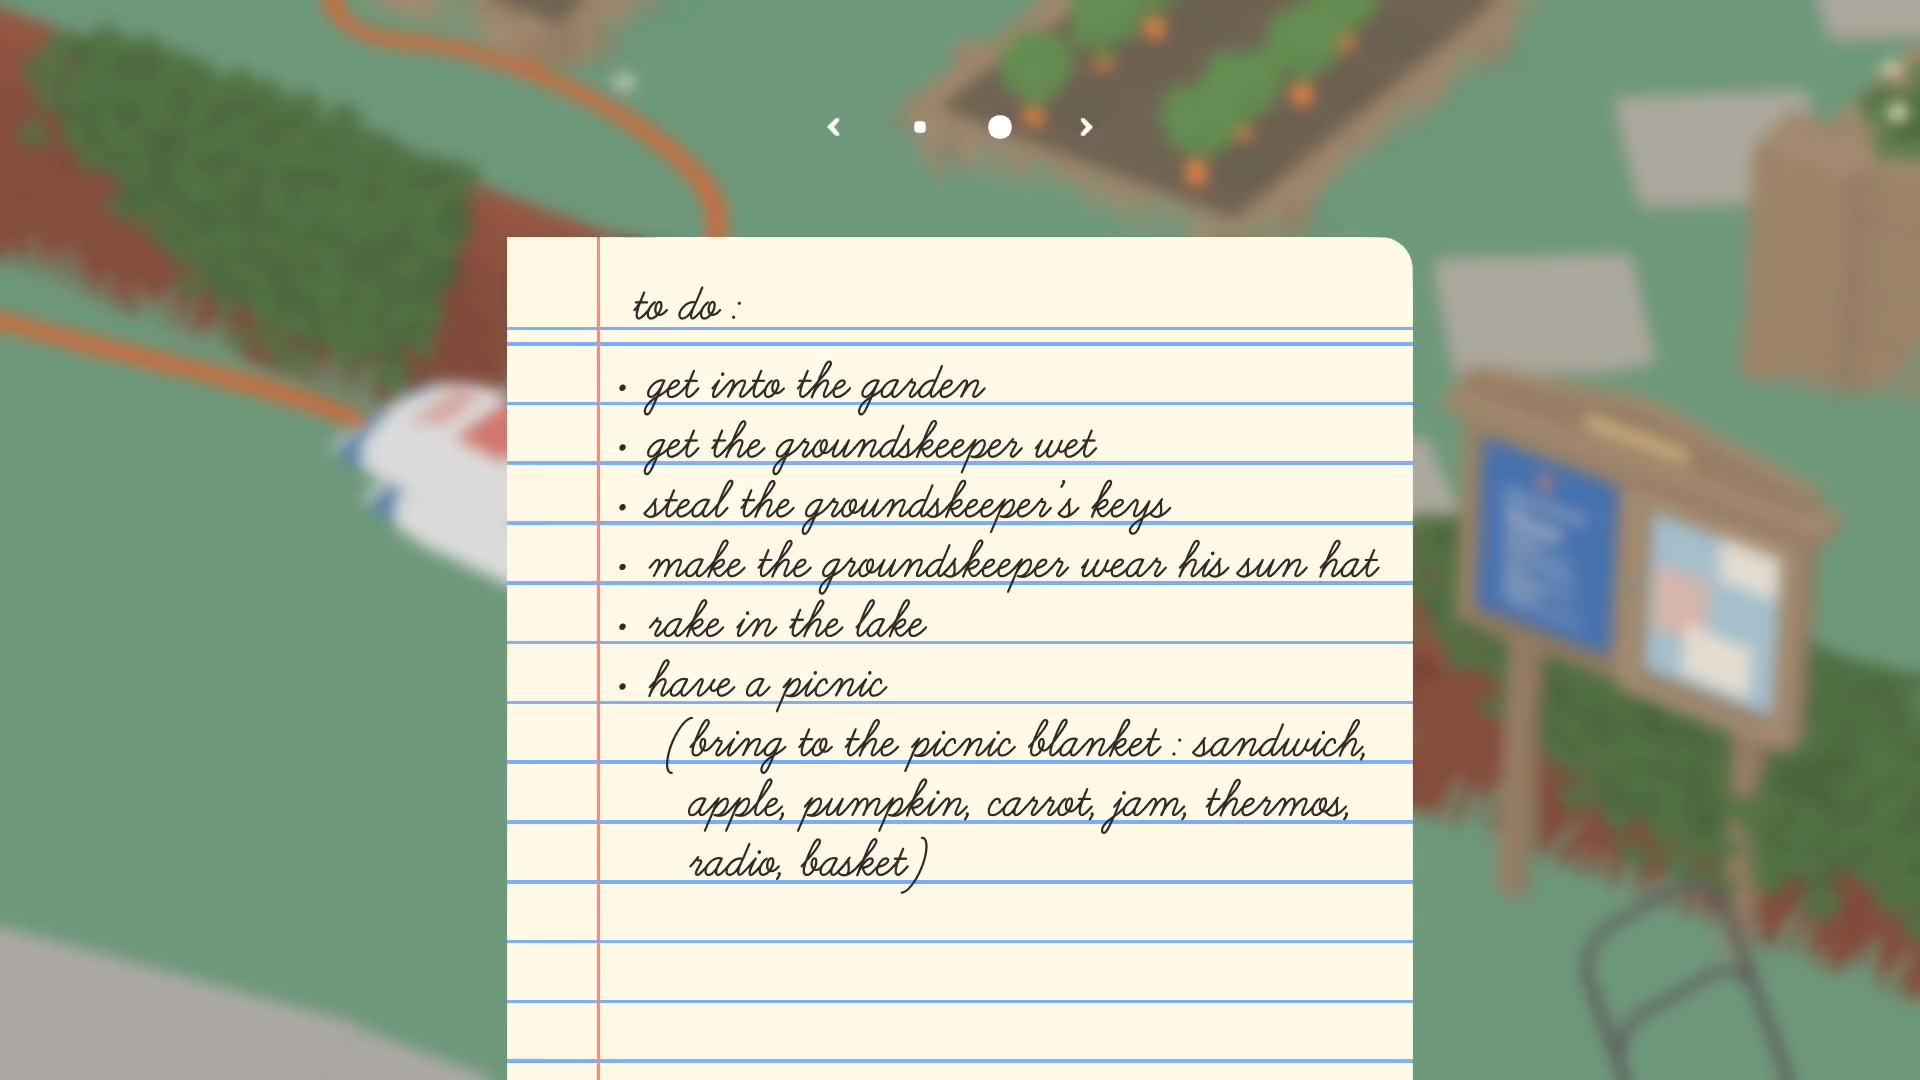 to do :
• get into the garden
• get the groundskeeper wet
• steal the groundskeeper's keys
• make the groundskeeper wear his sun hat
• rake in the lake
• have a picnic
(bring to the picnic blanket : sandwich,
apple, pumpkin, carrot, jam, thermos,
radio, basket)